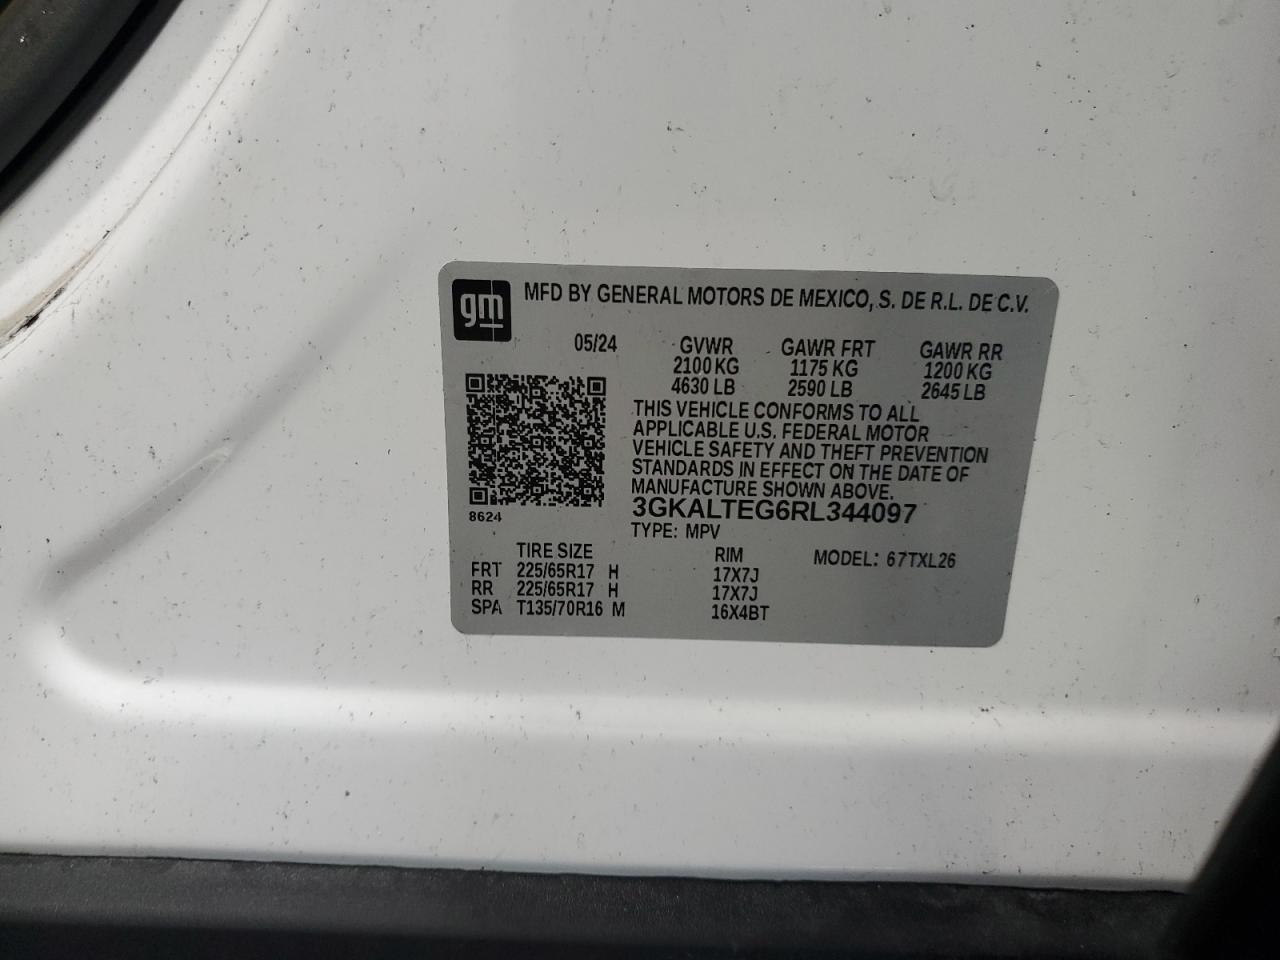 gm
MFD BY GENERAL MOTORS DE MEXICO, S. DE R.L. DE C.V.
05/24 GVWR GAWR FRT GAWR RR
2100 KG 1175 KG 1200 KG
4630 LB 2590 LB 2645 LB
THIS VEHICLE CONFORMS TO ALL
APPLICABLE U.S. FEDERAL MOTOR
VEHICLE SAFETY AND THEFT PREVENTION
STANDARDS IN EFFECT ON THE DATE OF
MANUFACTURE SHOWN ABOVE.
3GKALTEG6RL344097
8624
TYPE: MPV
TIRE SIZE RIM MODEL: 67TXL26
FRT 225/65R17 H 17X7J
RR 225/65R17 H 17X7J
SPA T135/70R16 M 16X4BT